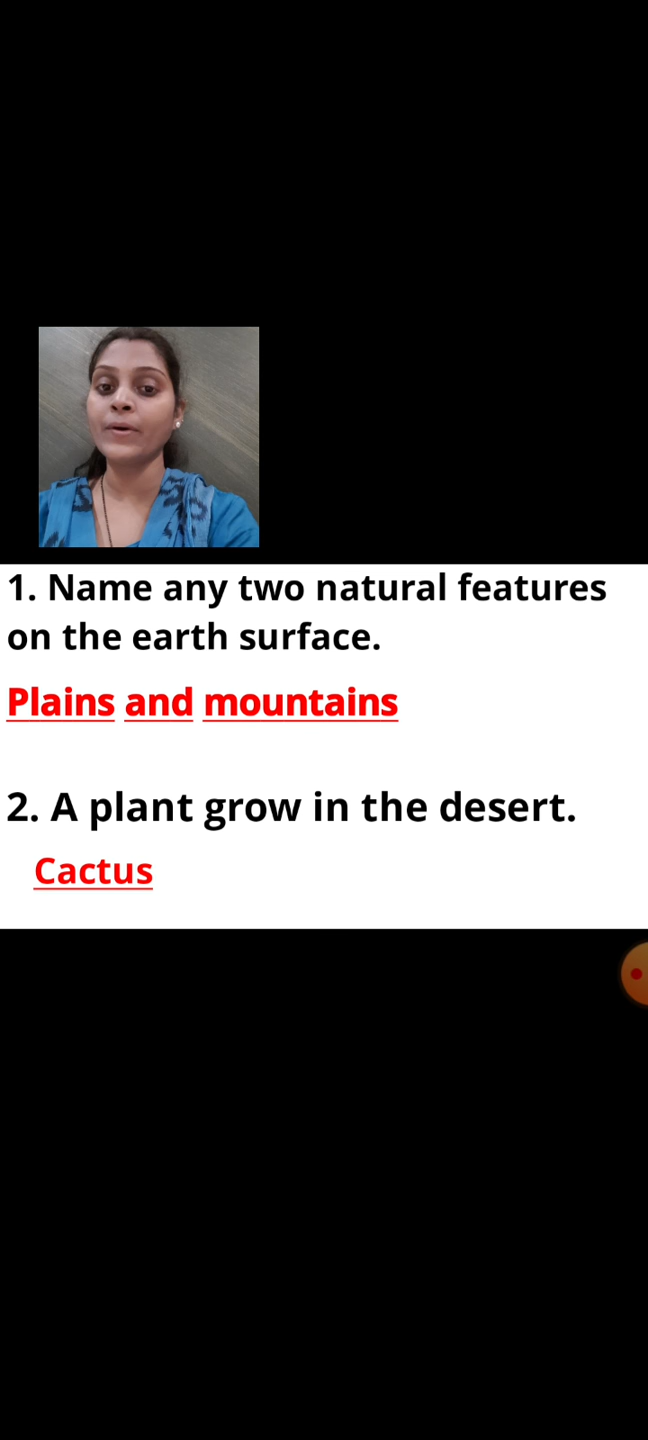 1. Name any two natural features
on the earth surface.
Plains and mountains
2. A plant grow in the desert.
Cactus